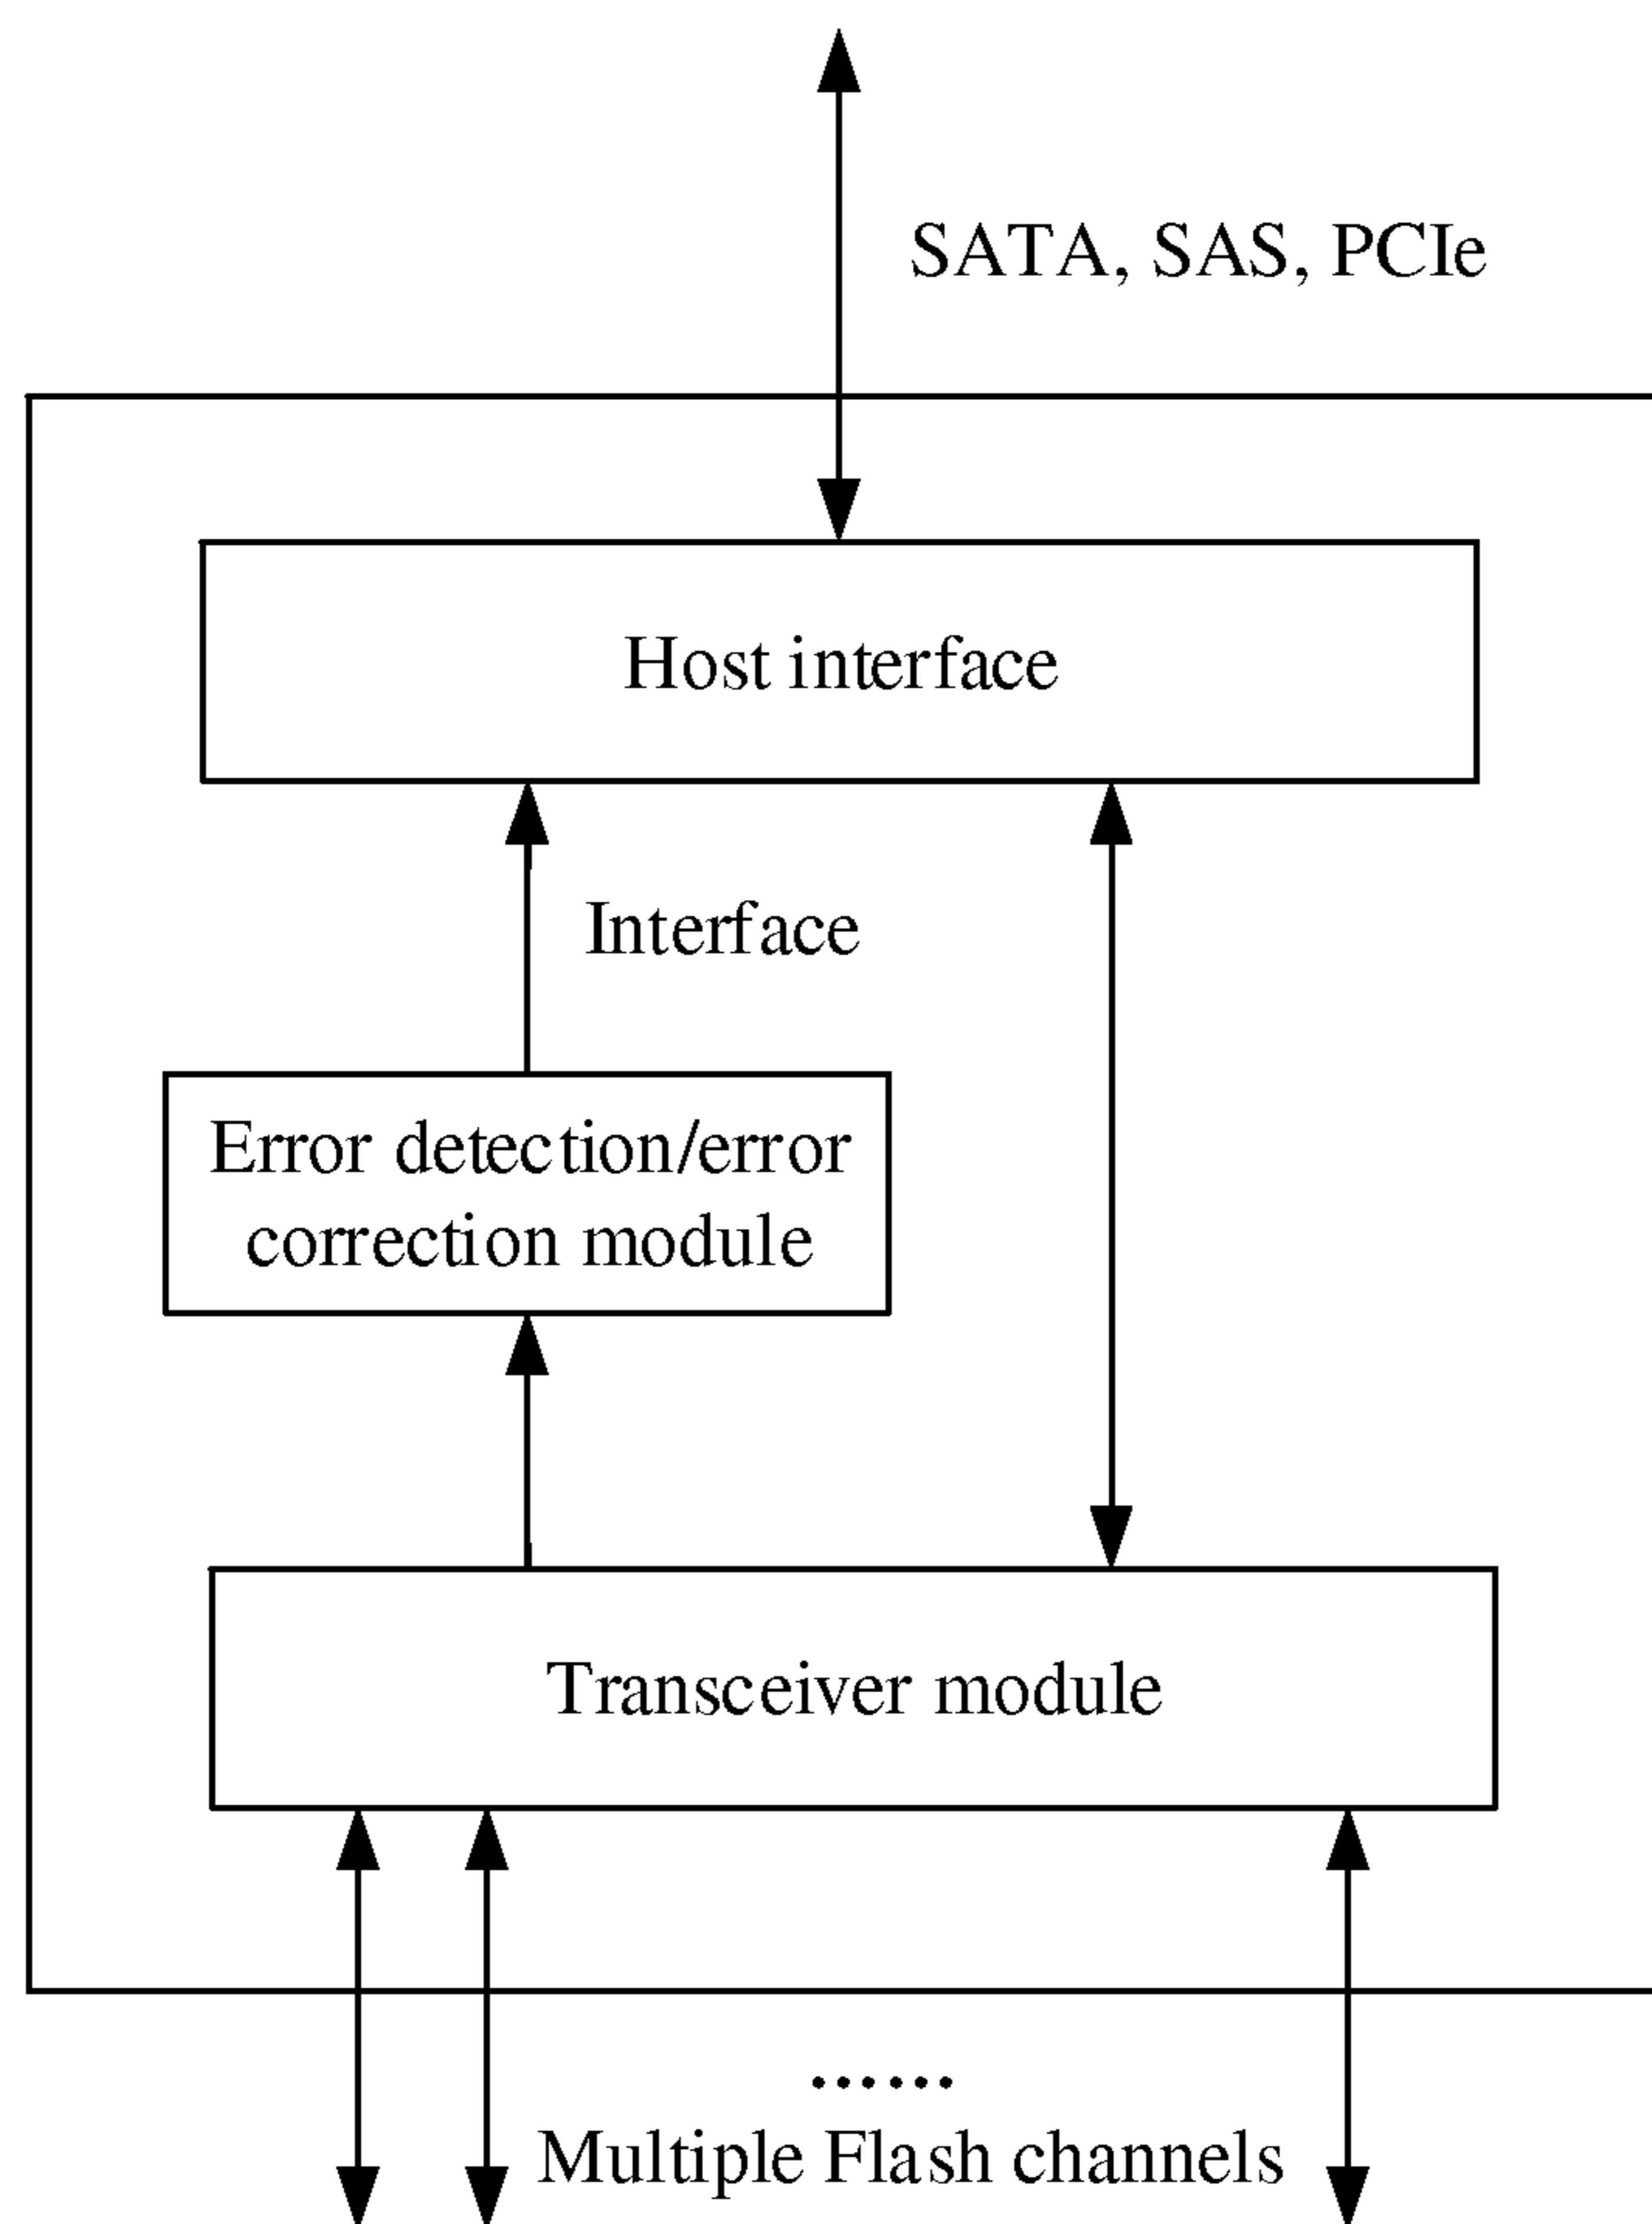 SATA, SAS, PCIe
Host interface
Interface
Error detection/error
correction module
Transceiver module
......
Multiple Flash channels